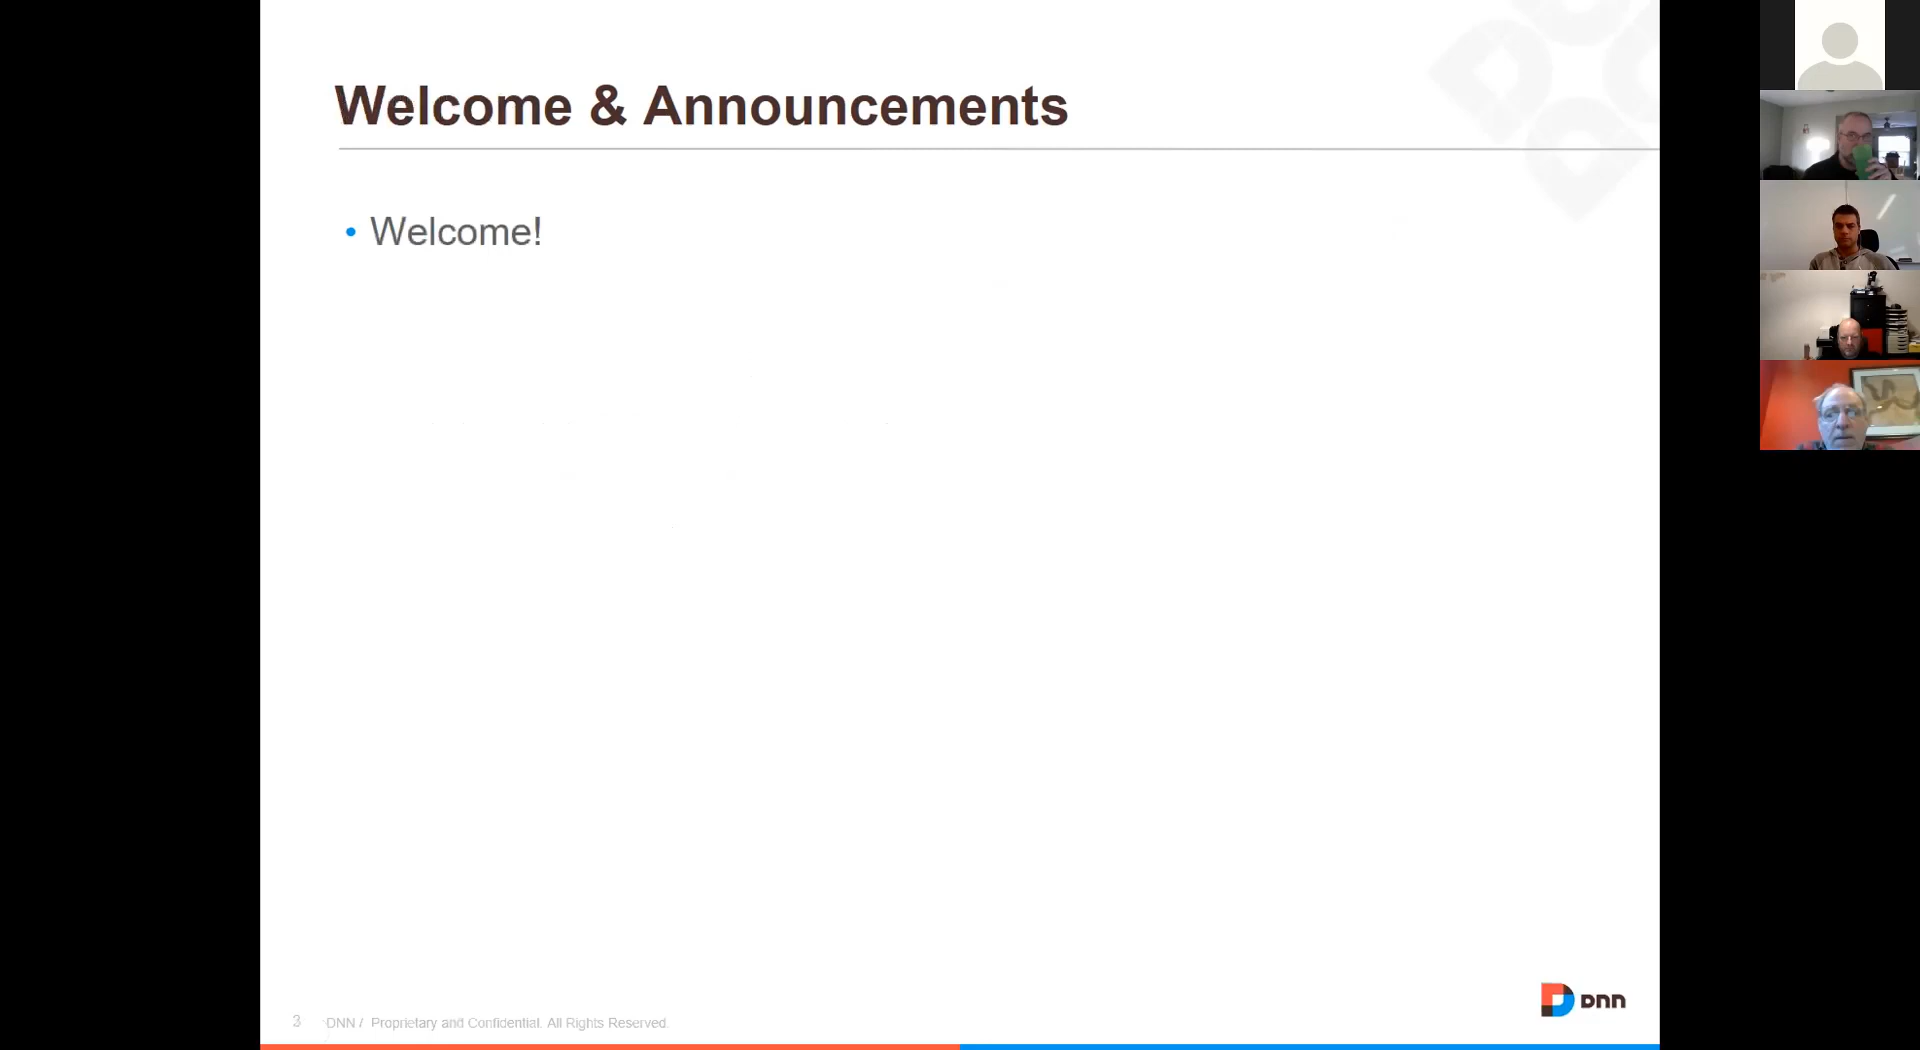 Welcome & Announcements
• Welcome!
3 DNN / Proprietary and Confidential. All Rights Reserved.
DNN